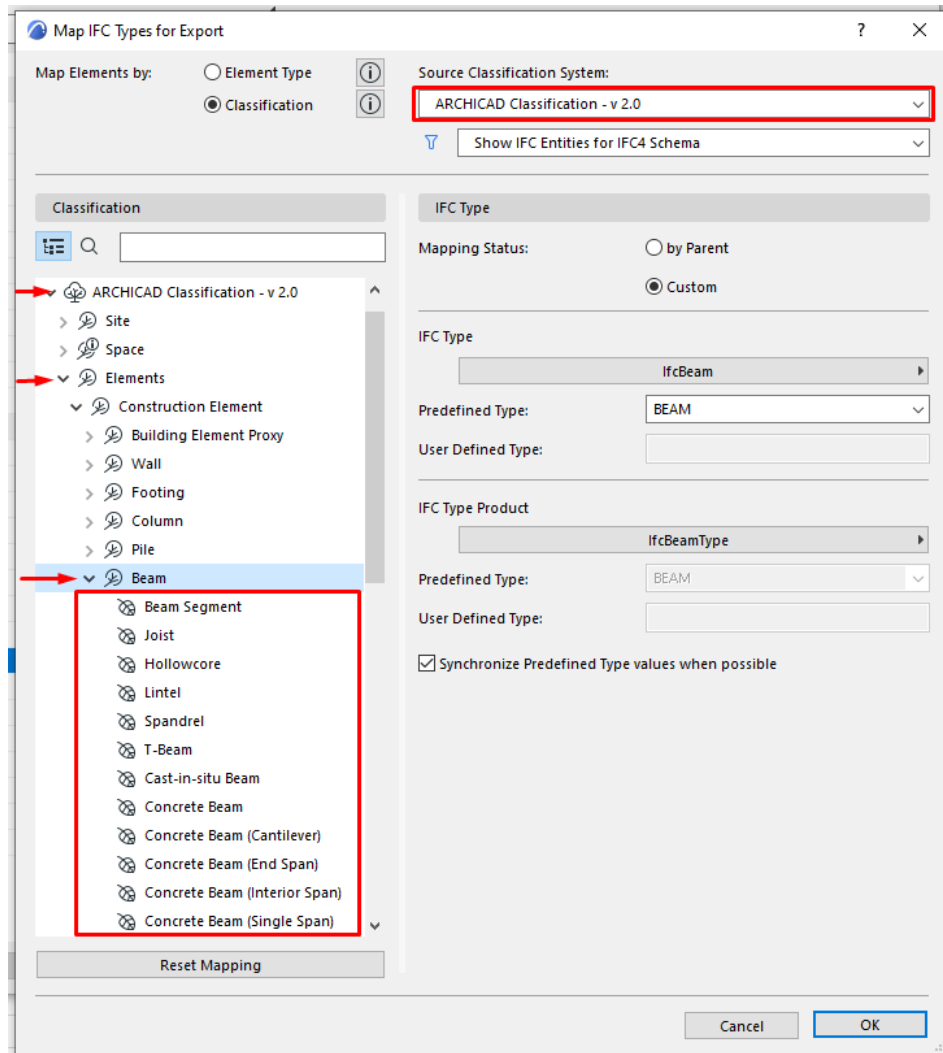 Map IFC Types for Export
? ×
Map Elements by:
Element Type
Classification
Source Classification System:
ARCHICAD Classification - v 2.0
Show IFC Entities for IFC4 Schema
Classification
ARCHICAD Classification - v 2.0
Site
Space
Elements
Construction Element
Building Element Proxy
Wall
Footing
Column
Pile
Beam
Beam Segment
Joist
Hollowcore
Lintel
Spandrel
T-Beam
Cast-in-situ Beam
Concrete Beam
Concrete Beam (Cantilever)
Concrete Beam (End Span)
Concrete Beam (Interior Span)
Concrete Beam (Single Span)
Reset Mapping
IFC Type
Mapping Status:
by Parent
Custom
IFC Type
IfcBeam
Predefined Type:
BEAM
User Defined Type:
IFC Type Product
IfcBeamType
Predefined Type:
BEAM
User Defined Type:
Synchronize Predefined Type values when possible
Cancel
OK